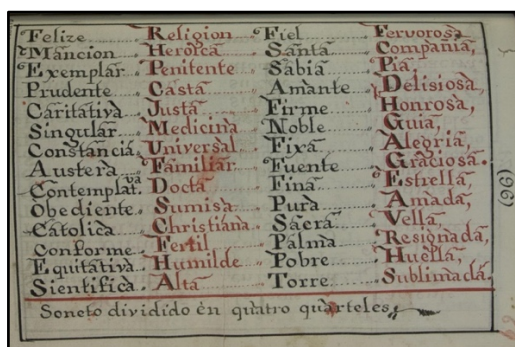 Felize Religion Fiel Fervorosa
Mancion Heroica Santa Compañia,
Exemplar Penitente Sabia Pia,
Prudente Casta Amante Delisiosa,
Caritativa Justa Firme Honrosa,
Singular Medicina Noble Guia,
Constancia Universal Fixa Alegria,
Austera Familiar Fuente Graciosa.
Contemplat.va Docta Fina Estrella,
Obediente Sumisa Pura Amada,
Catolica Christiana Sacra Vella,
Conforme Fertil Palma Resignada,
Equitativa Humilde Pobre Huella,
Sientifica Alta Torre Sublimada.
Soneto dividido en quatro quarteles,
(96)